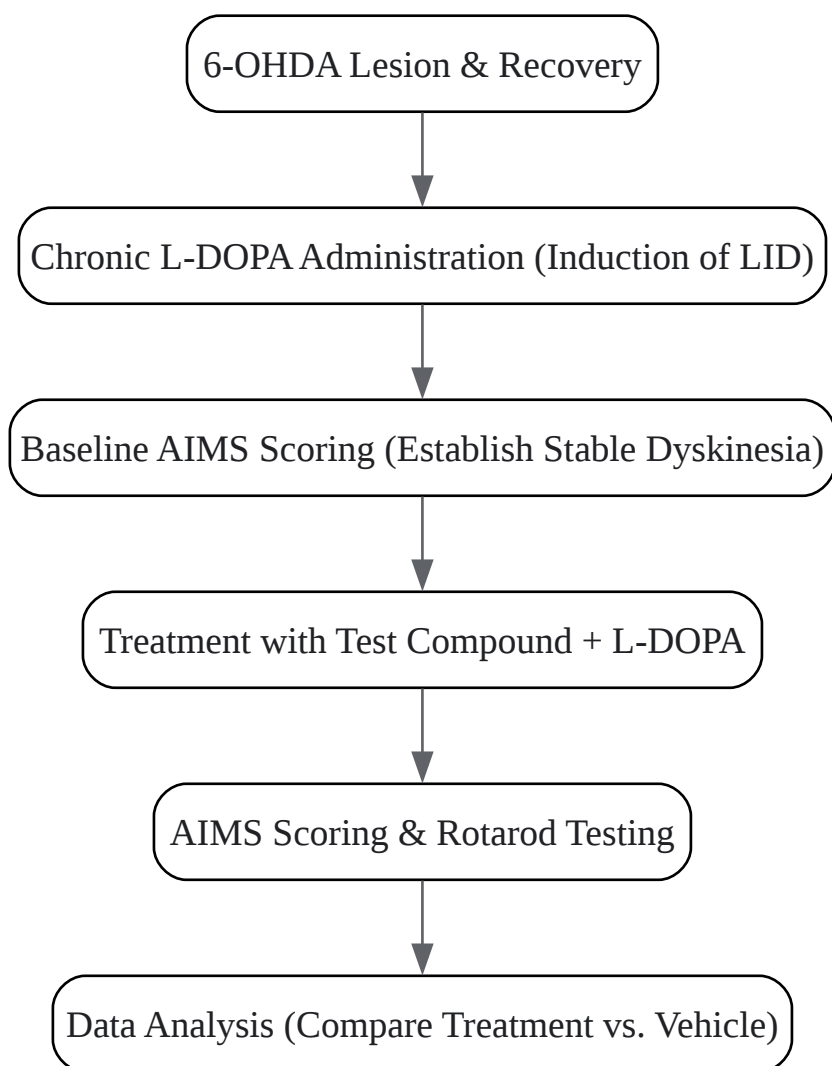 6-OHDA Lesion & Recovery
Chronic L-DOPA Administration (Induction of LID)
Baseline AIMS Scoring (Establish Stable Dyskinesia)
Treatment with Test Compound + L-DOPA
AIMS Scoring & Rotarod Testing
Data Analysis (Compare Treatment vs. Vehicle)